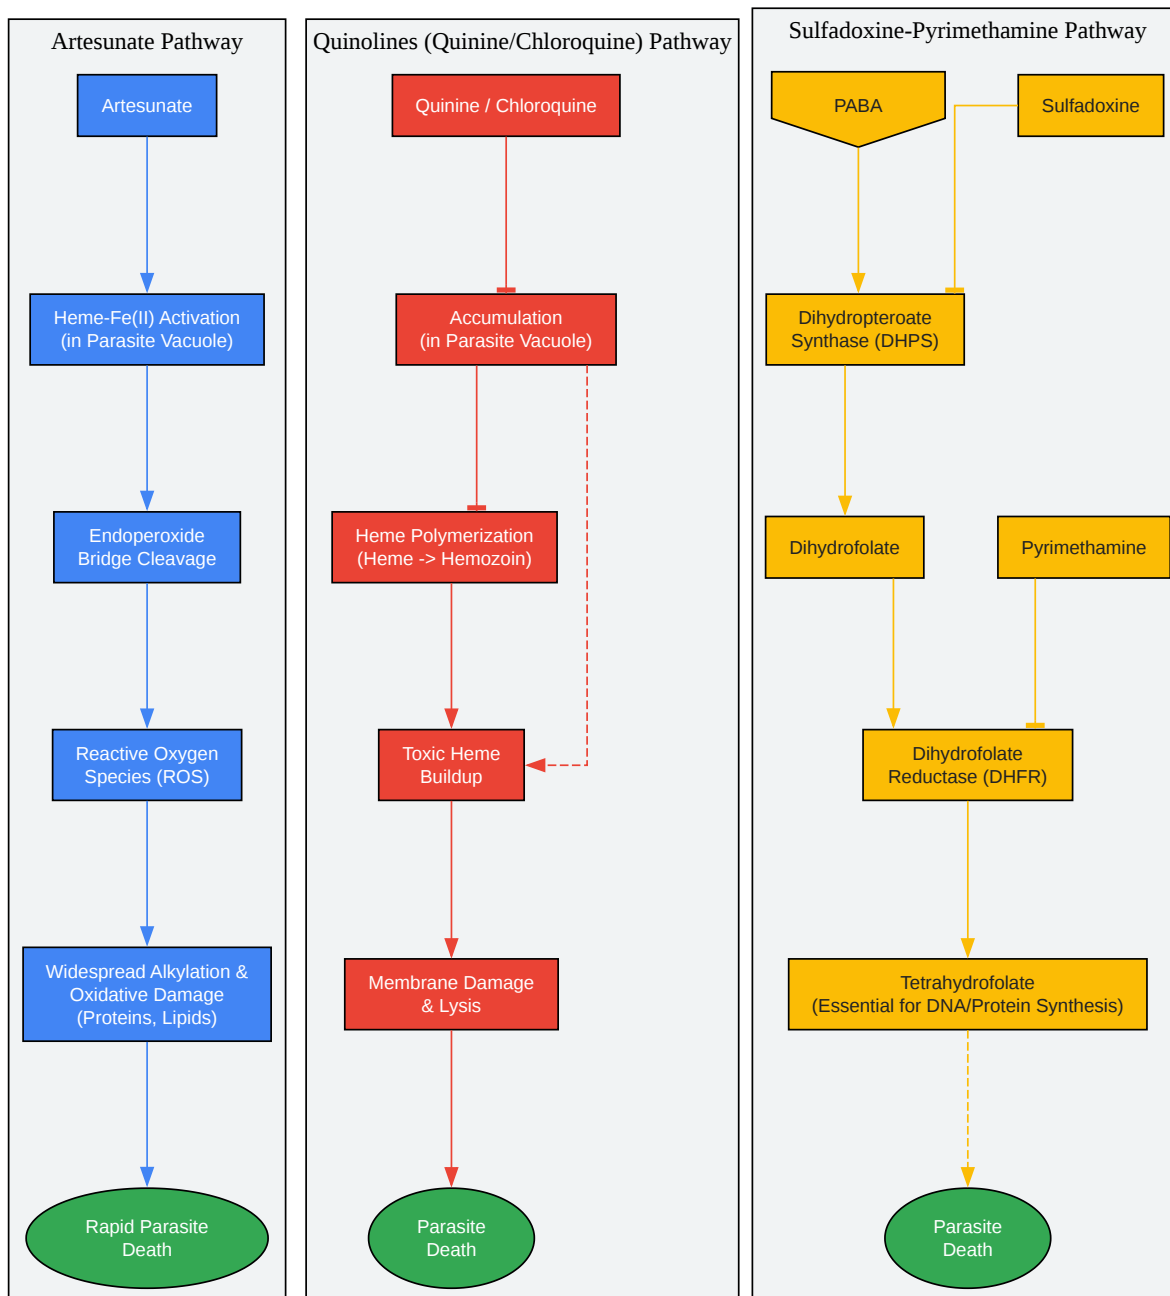 Artesunate Pathway
Artesunate
Heme-Fe(II) Activation
(in Parasite Vacuole)
Endoperoxide
Bridge Cleavage
Reactive Oxygen
Species (ROS)
Widespread Alkylation &
Oxidative Damage
(Proteins, Lipids)
Rapid Parasite
Death
Quinolines (Quinine/Chloroquine) Pathway
Quinine / Chloroquine
Accumulation
(in Parasite Vacuole)
Heme Polymerization
(Heme -> Hemozoin)
Toxic Heme
Buildup
Membrane Damage
& Lysis
Parasite
Death
Sulfadoxine-Pyrimethamine Pathway
PABA
Sulfadoxine
Dihydropteroate
Synthase (DHPS)
Dihydrofolate
Pyrimethamine
Dihydrofolate
Reductase (DHFR)
Tetrahydrofolate
(Essential for DNA/Protein Synthesis)
Parasite
Death